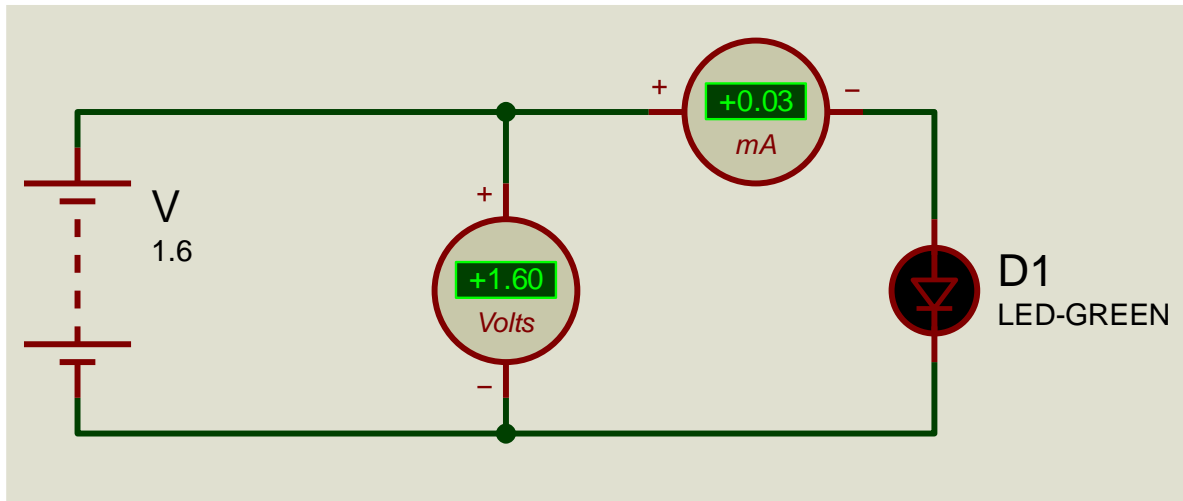 V
1.6
+
+1.60
Volts
−
+
+0.03
mA
−
D1
LED-GREEN